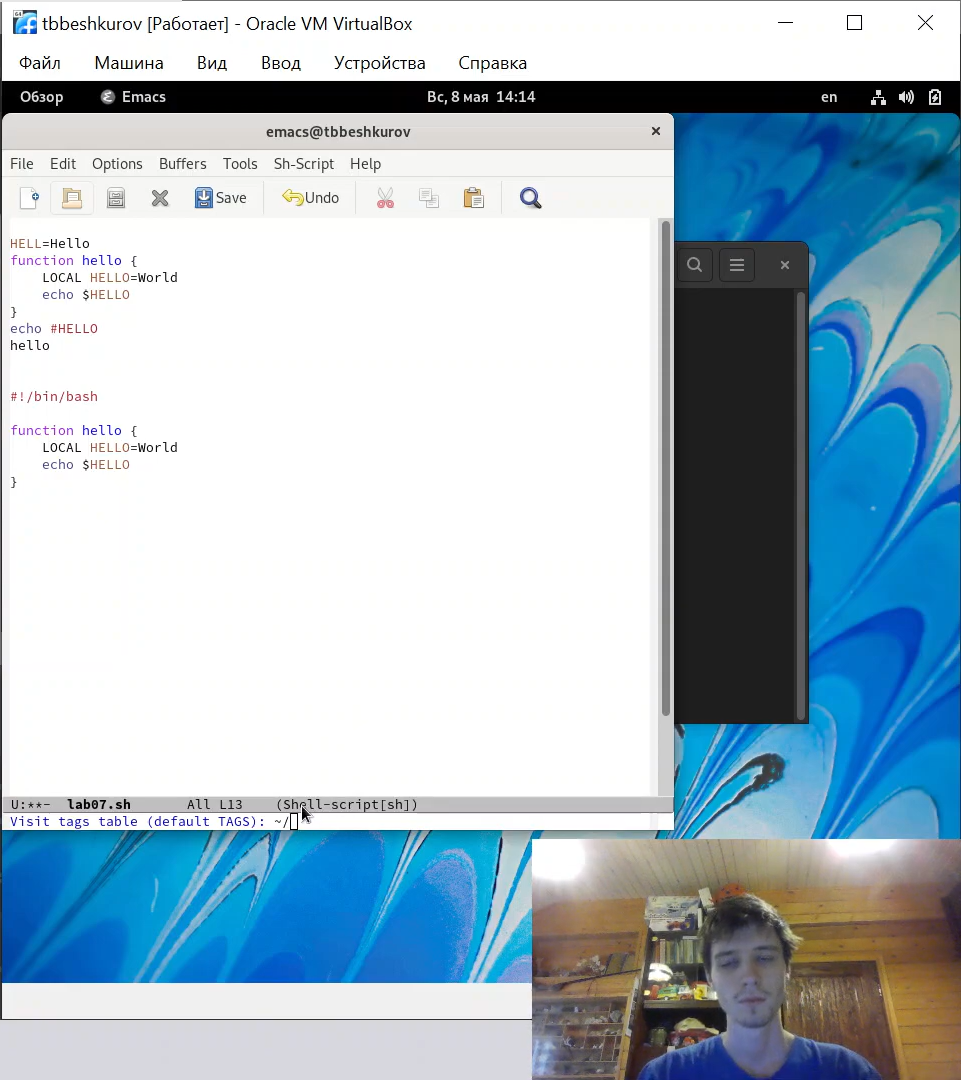 tbbeshkurov [Работает] - Oracle VM VirtualBox
Файл Машина Вид Ввод Устройства Справка
Обзор Emacs Вс, 8 мая 14:14 en
emacs@tbbeshkurov
File Edit Options Buffers Tools Sh-Script Help
Save Undo
HELL=Hello
function hello {
    LOCAL HELLO=World
    echo $HELLO
}
echo #HELLO
hello
#!/bin/bash
function hello {
    LOCAL HELLO=World
    echo $HELLO
}
U:**- lab07.sh All L13 (Shell-script[sh])
Visit tags table (default TAGS): ~/